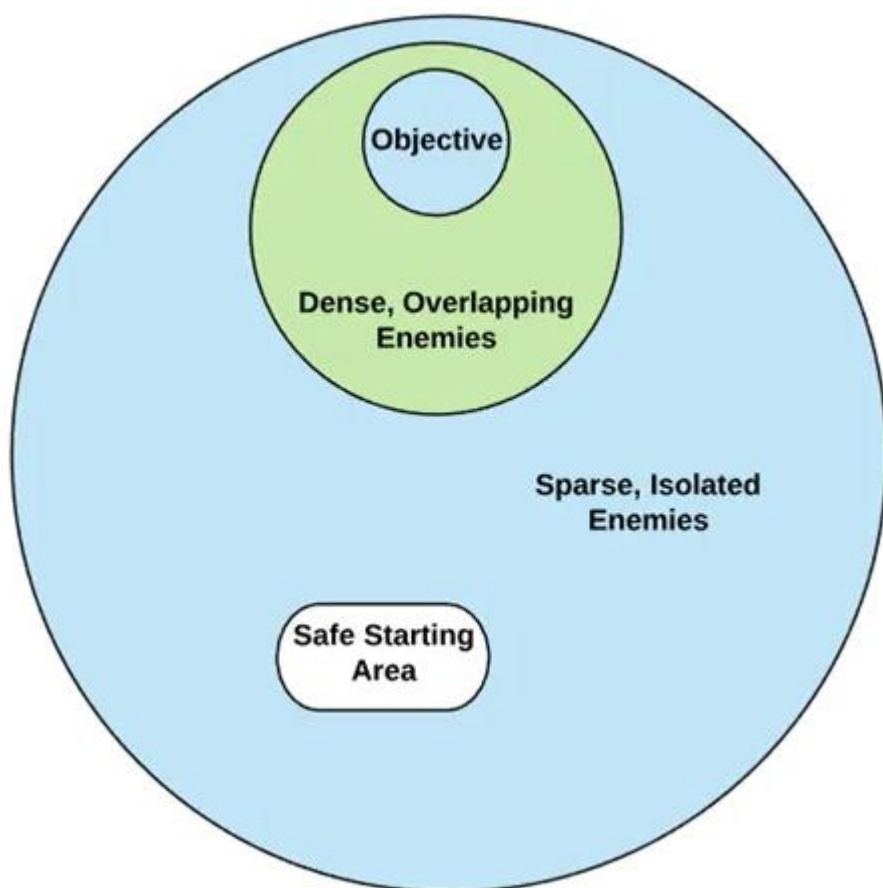 Objective
Dense, Overlapping
Enemies
Sparse, Isolated
Enemies
Safe Starting
Area